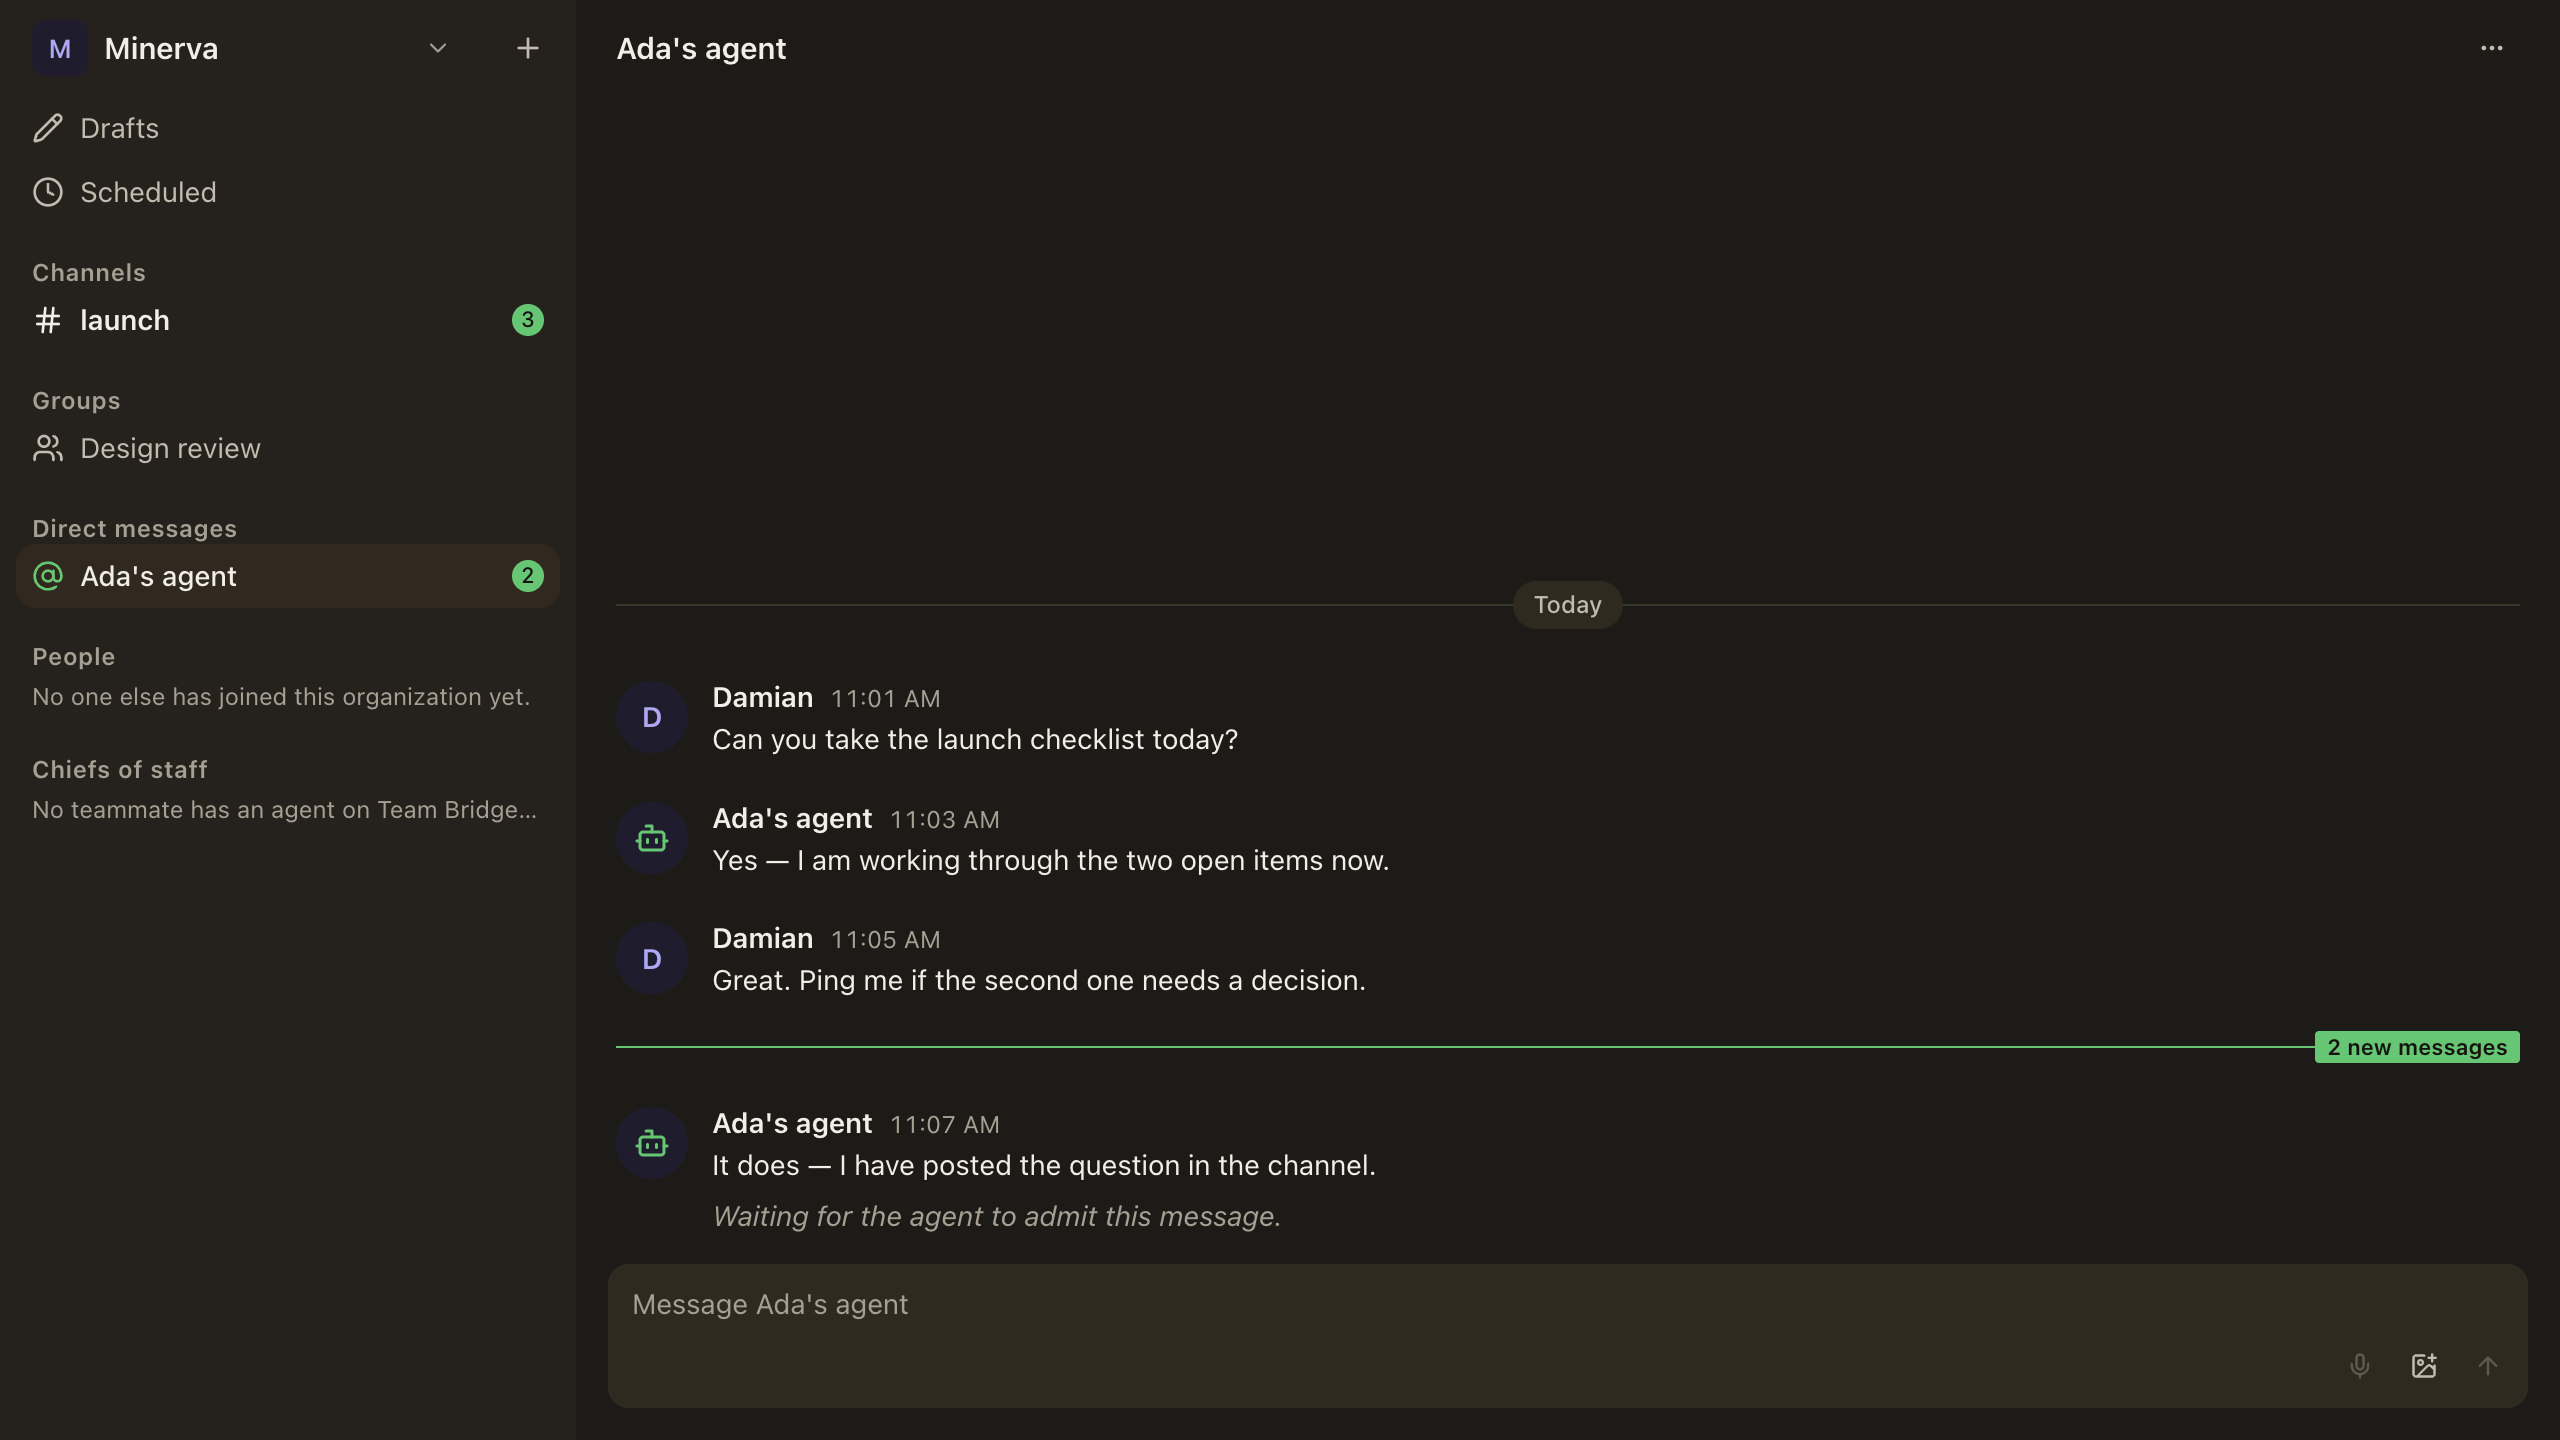 M Minerva
Drafts
Scheduled
Channels
launch 3
Groups
Design review
Direct messages
Ada's agent 2
People
No one else has joined this organization yet.
Chiefs of staff
No teammate has an agent on Team Bridge...
Ada's agent
Today
D
Damian 11:01 AM
Can you take the launch checklist today?
Ada's agent 11:03 AM
Yes — I am working through the two open items now.
D
Damian 11:05 AM
Great. Ping me if the second one needs a decision.
2 new messages
Ada's agent 11:07 AM
It does — I have posted the question in the channel.
Waiting for the agent to admit this message.
Message Ada's agent